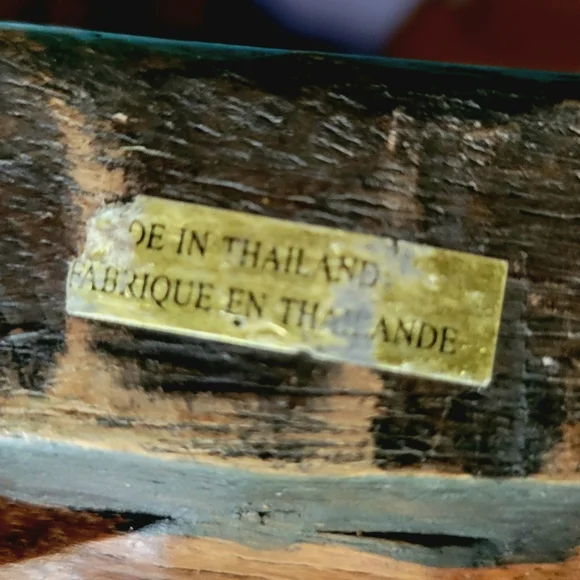 DE IN THAILAND
FABRIQUE EN THAILANDE